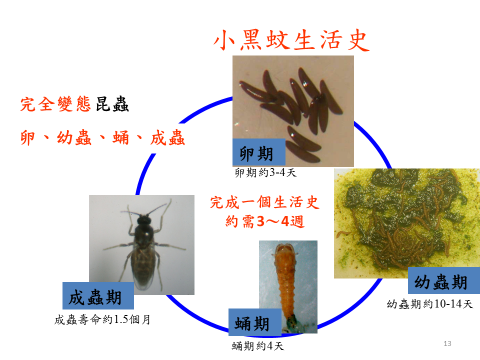 小黑蚊生活史
完全變態昆蟲
卵、幼蟲、蛹、成蟲
卵期
卵期約3-4天
完成一個生活史
約需3～4週
幼蟲期
幼蟲期約10-14天
成蟲期
成蟲壽命約1.5個月
蛹期
蛹期約4天
13